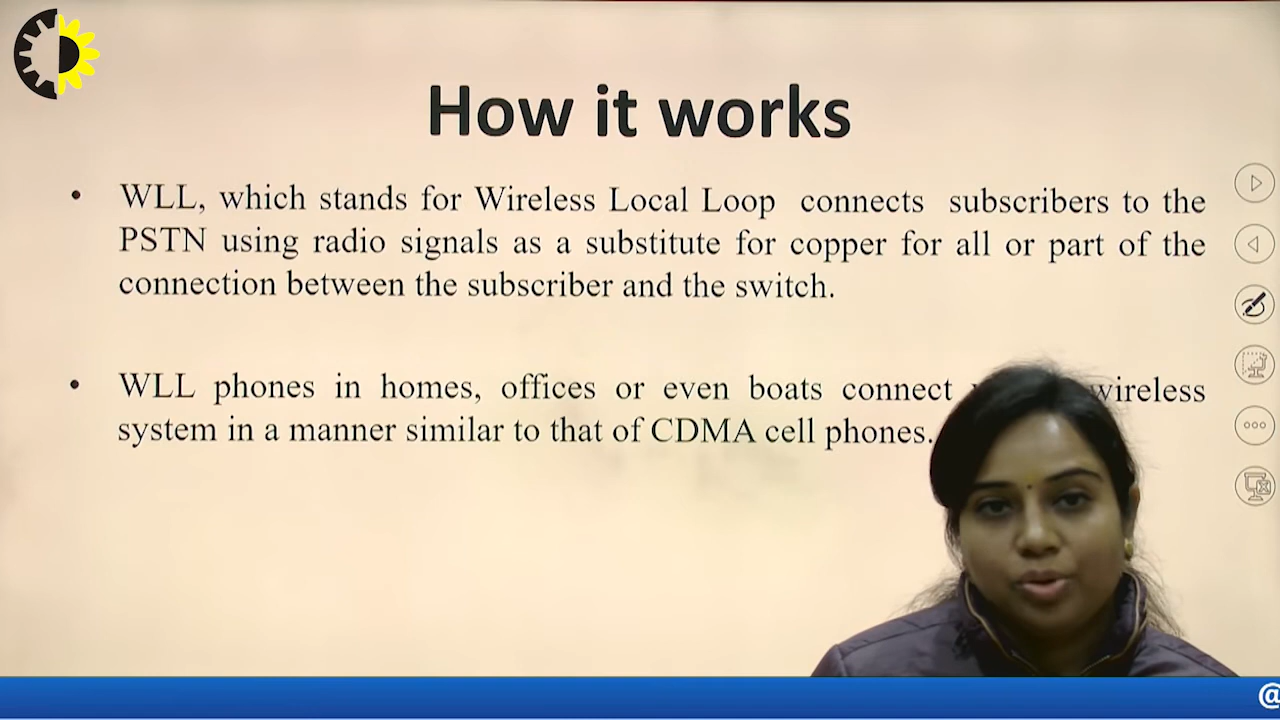 How it works
• WLL, which stands for Wireless Local Loop connects subscribers to the
PSTN using radio signals as a substitute for copper for all or part of the
connection between the subscriber and the switch.
• WLL phones in homes, offices or even boats connect wireless
system in a manner similar to that of CDMA cell phones.
@